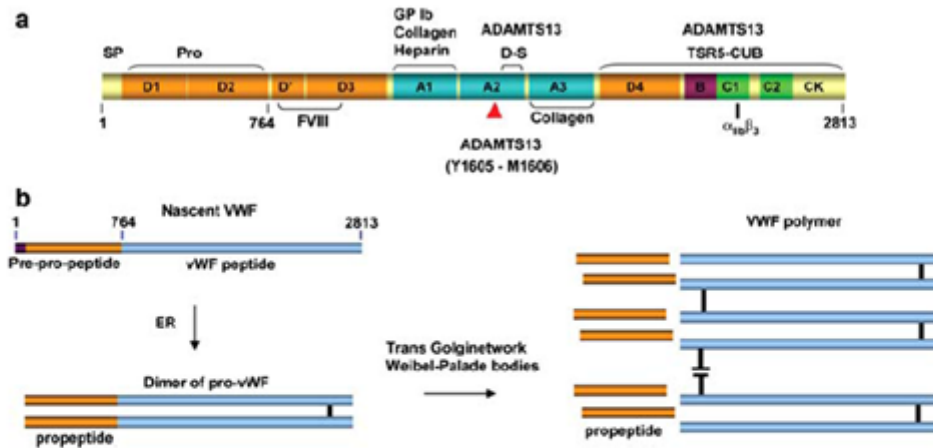 a
GP Ib
Collagen
Heparin
ADAMTS13
D-S
ADAMTS13
TSR5-CUB
SP
Pro
D1 D2 D' D3 A1 A2 A3 D4 B C1 C2 CK
1
764
FVIII
Collagen
αIIbβ3
2813
ADAMTS13
(Y1605 - M1606)
b
1 764 Nascent VWF 2813
Pre-pro-peptide vWF peptide
ER
Dimer of pro-vWF
propeptide
Trans Golginetwork
Weibel-Palade bodies
VWF polymer
propeptide